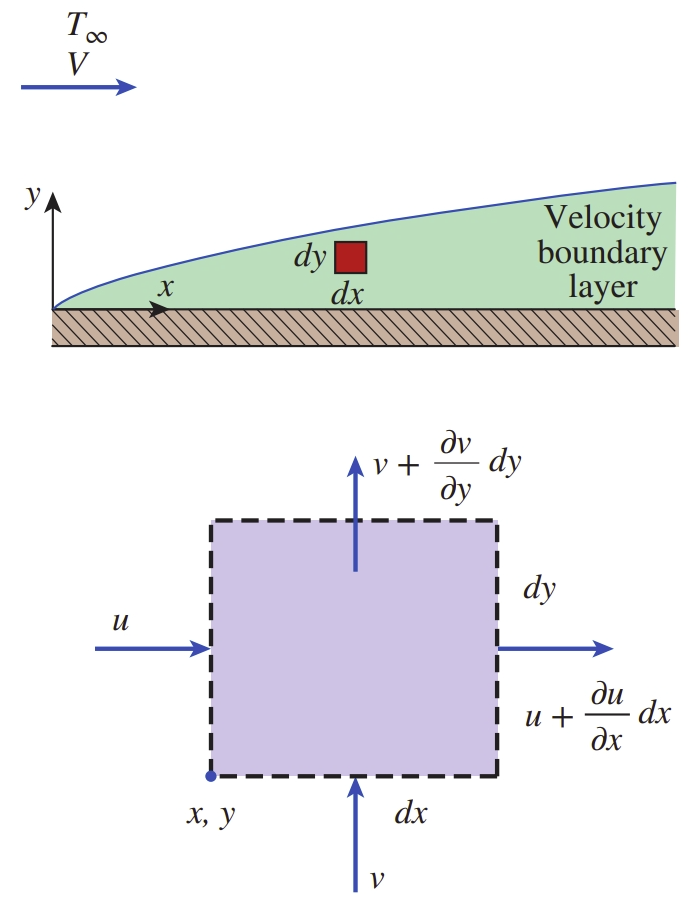 T∞
V
y
Velocity
boundary
layer
dy
x
dx
v + ∂v/∂y dy
dy
u
u + ∂u/∂x dx
x, y
dx
v